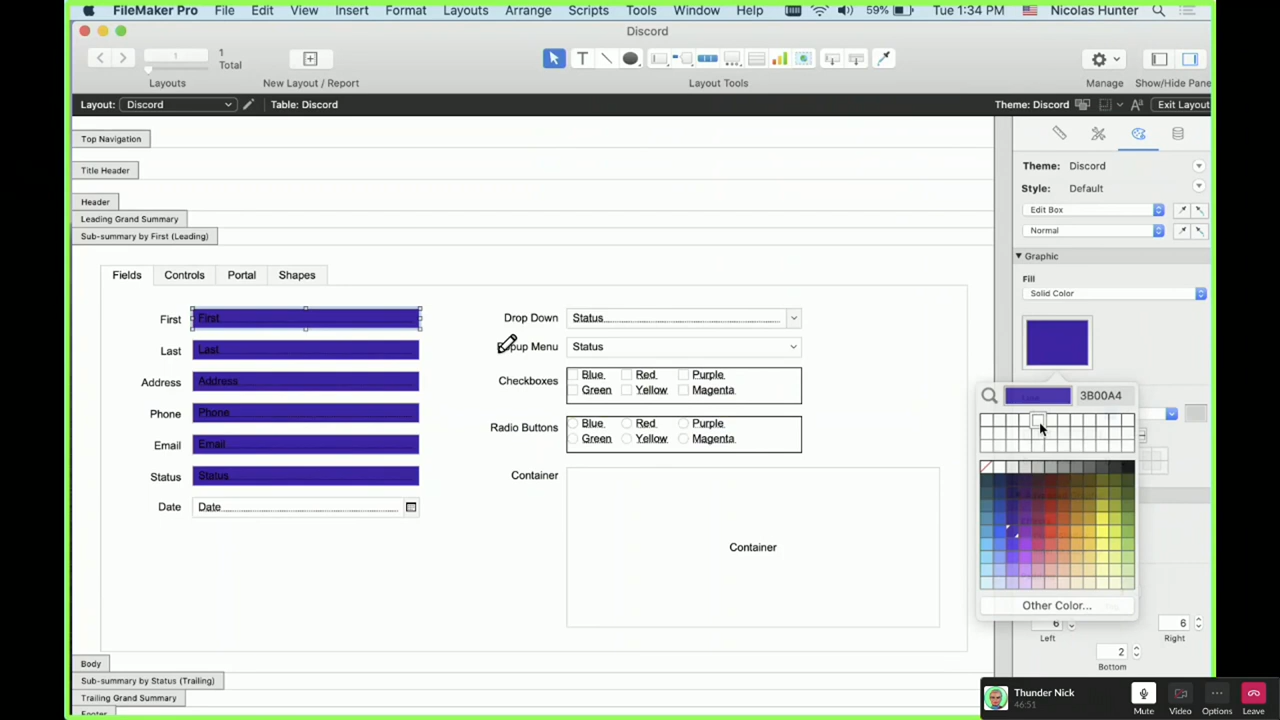 FileMaker Pro File Edit View Insert Format Layouts Arrange Scripts Tools Window Help 59% Tue 1:34 PM Nicolas Hunter
Discord
1
1
Total
Layouts
New Layout / Report
Layout Tools
Manage
Show/Hide Pane
Layout: Discord
Table: Discord
Theme: Discord
Exit Layout
Top Navigation
Title Header
Header
Leading Grand Summary
Sub-summary by First (Leading)
Fields Controls Portal Shapes
First First
Last Last
Address Address
Phone Phone
Email Email
Status Status
Date Date
Drop Down Status
Popup Menu Status
Checkboxes Blue Red Purple
Green Yellow Magenta
Radio Buttons Blue Red Purple
Green Yellow Magenta
Container
Container
Body
Sub-summary by Status (Trailing)
Trailing Grand Summary
Footer
Theme: Discord
Style: Default
Edit Box
Normal
Graphic
Fill
Solid Color
3B00A4
Other Color...
6 6
Left Right
2
Bottom
Thunder Nick
46:51
Mute Video Options Leave